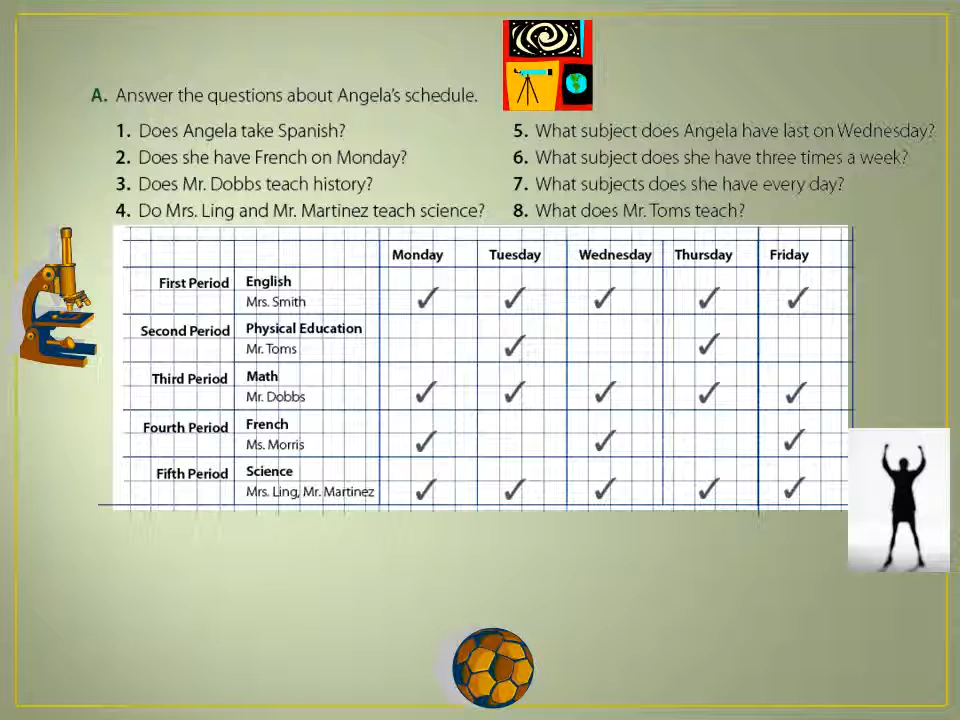 A. Answer the questions about Angela's schedule.
1. Does Angela take Spanish?
2. Does she have French on Monday?
3. Does Mr. Dobbs teach history?
4. Do Mrs. Ling and Mr. Martinez teach science?
5. What subject does Angela have last on Wednesday?
6. What subject does she have three times a week?
7. What subjects does she have every day?
8. What does Mr. Toms teach?
Monday Tuesday Wednesday Thursday Friday
First Period English ✓ ✓ ✓ ✓ ✓
Mrs. Smith
Second Period Physical Education ✓ ✓
Mr. Toms
Third Period Math ✓ ✓ ✓ ✓ ✓
Mr. Dobbs
Fourth Period French ✓ ✓ ✓
Ms. Morris
Fifth Period Science ✓ ✓ ✓ ✓ ✓
Mrs. Ling, Mr. Martinez